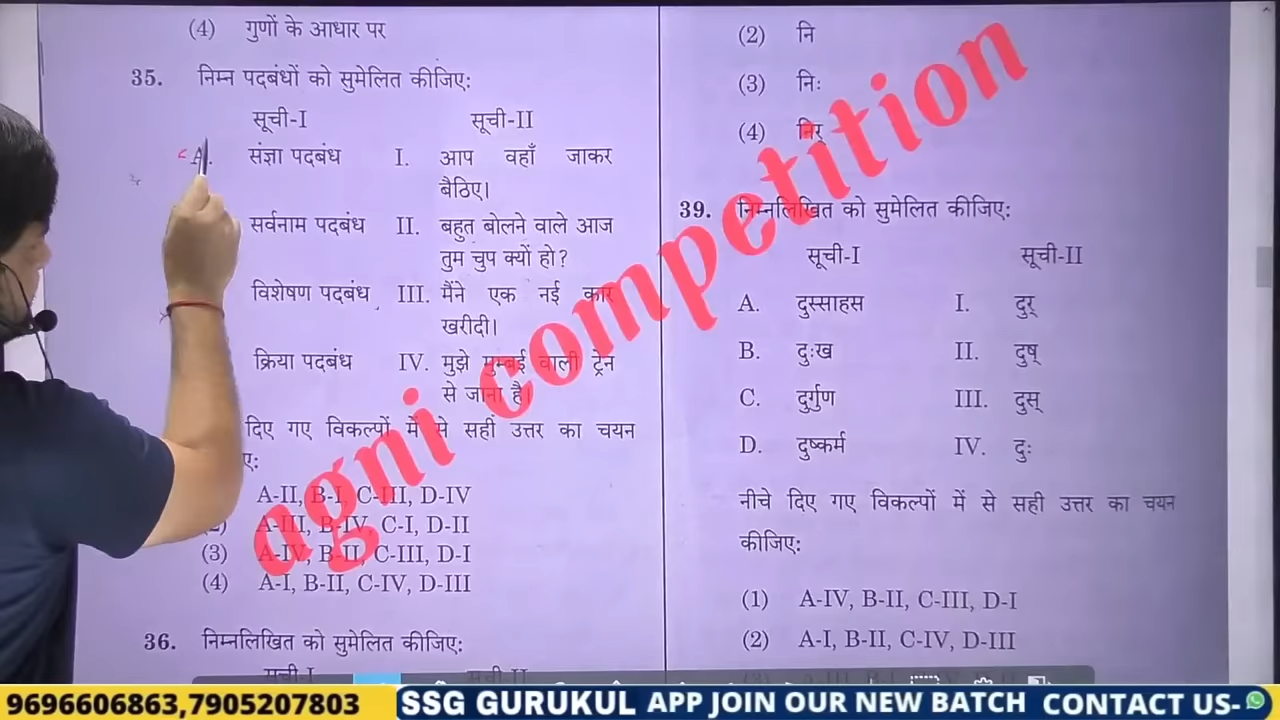 (4) गुणों के आधार पर
35. निम्न पदबंधों को सुमेलित कीजिए:
सूची-I सूची-II
A. संज्ञा पदबंध I. आप वहाँ जाकर
बैठिए।
सर्वनाम पदबंध II. बहुत बोलने वाले आज
तुम चुप क्यों हो?
विशेषण पदबंध III. मैंने एक नई कार
खरीदी।
क्रिया पदबंध IV. मुझे मुम्बई वाली ट्रेन
से जाना है।
दिए गए विकल्पों में से सही उत्तर का चयन
ए:
A-II, B-I, C-III, D-IV
(2) A-III, B-IV, C-I, D-II
(3) A-IV, B-II, C-III, D-I
(4) A-I, B-II, C-IV, D-III
36. निम्नलिखित को सुमेलित कीजिए:
सूची-I सूची-II
(2) नि
(3) निः
(4) निर्
39. निम्नलिखित को सुमेलित कीजिए:
सूची-I सूची-II
A. दुस्साहस I. दुर्
B. दुःख II. दुष्
C. दुर्गुण III. दुस्
D. दुष्कर्म IV. दुः
नीचे दिए गए विकल्पों में से सही उत्तर का चयन
कीजिए:
(1) A-IV, B-II, C-III, D-I
(2) A-I, B-II, C-IV, D-III
agni competition
9696606863,7905207803 SSG GURUKUL APP JOIN OUR NEW BATCH CONTACT US-